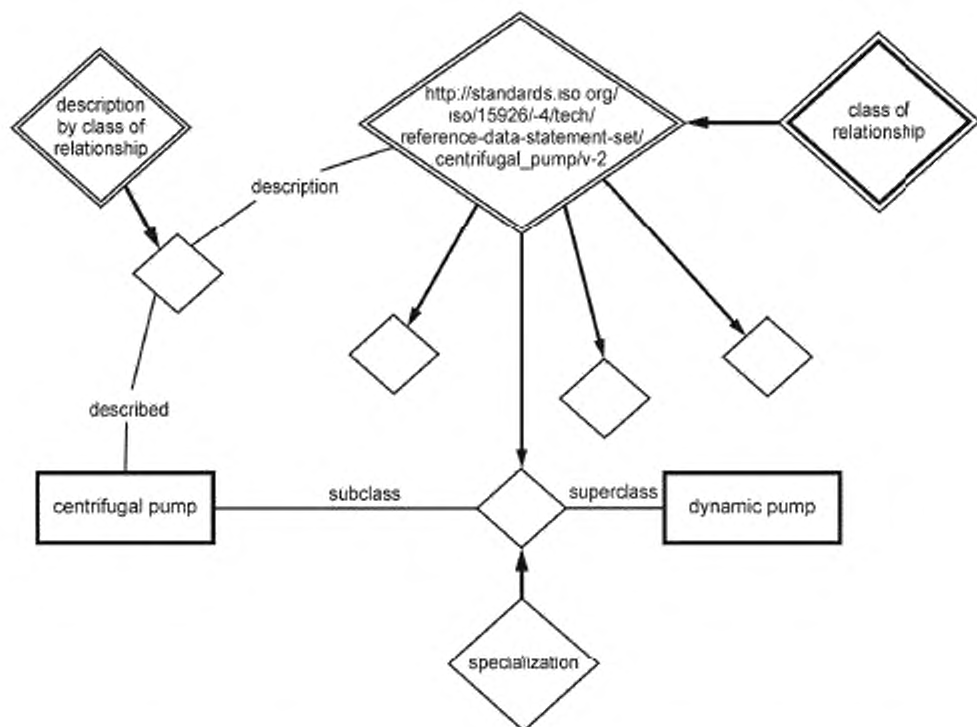 description
by class of
relationship
http://standards.iso org/
iso/15926/-4/tech/
reference-data-statement-set/
centrifugal_pump/v-2
class of
relationship
description
described
centrifugal pump
subclass
superclass
dynamic pump
specialization